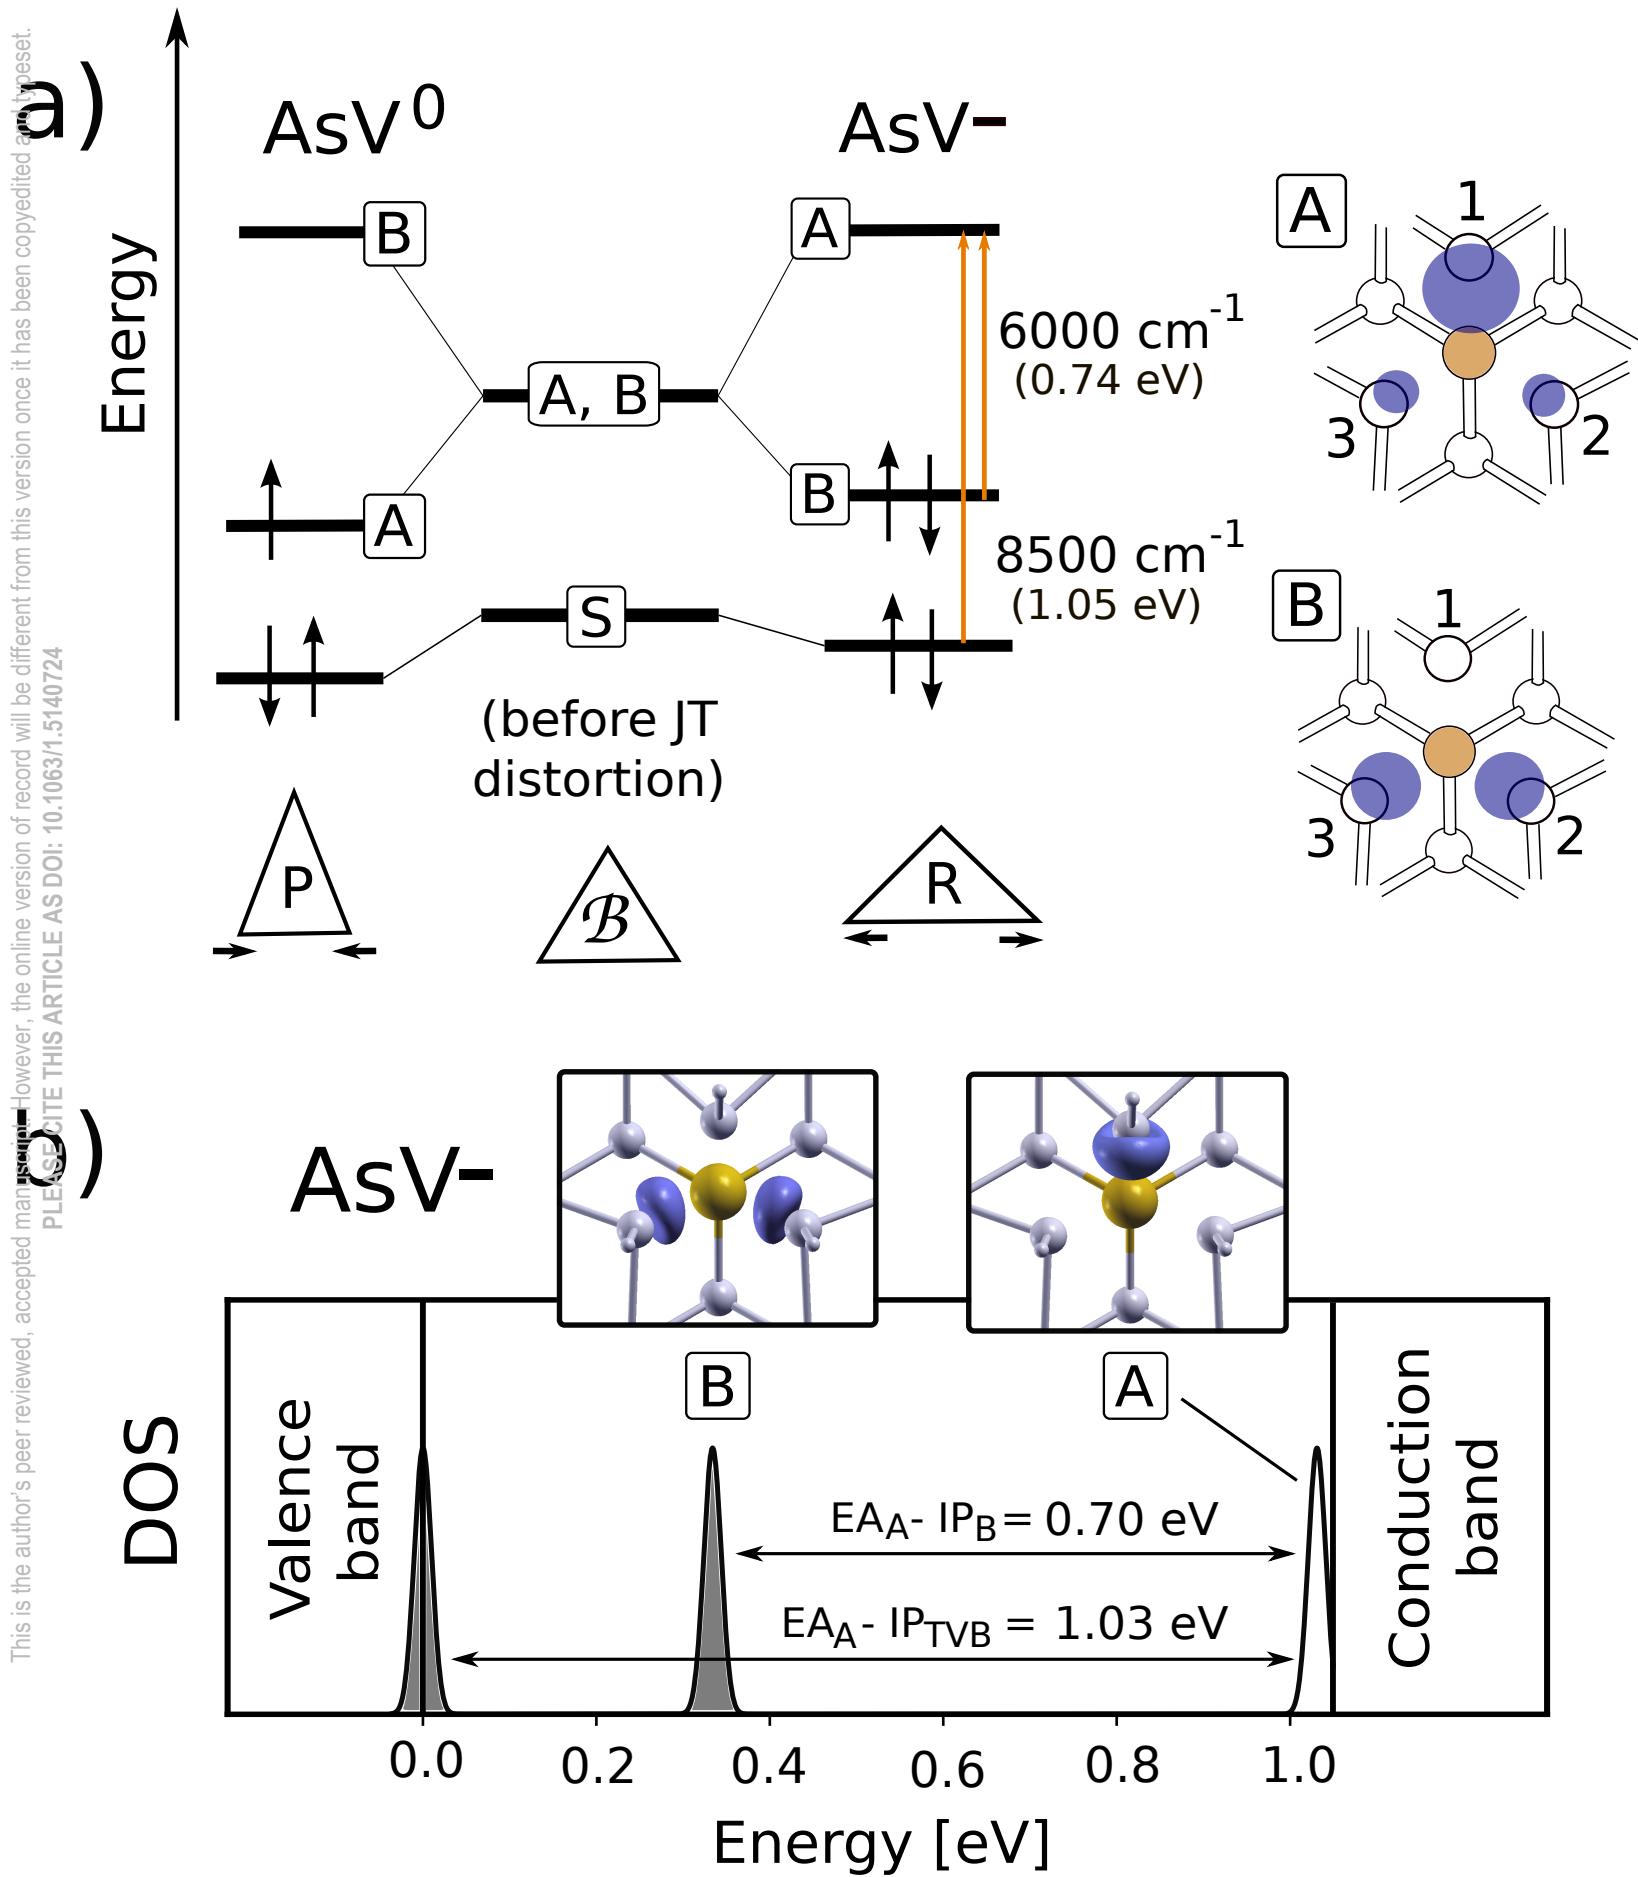 This is the author's peer reviewed, accepted manuscript. However, the online version of record will be different from this version once it has been copyedited and typeset.
PLEASE CITE THIS ARTICLE AS DOI: 10.1063/1.5140724
a)
Energy
AsV⁰
AsV⁻
B
A
A, B
A
B
S
6000 cm⁻¹
(0.74 eV)
8500 cm⁻¹
(1.05 eV)
(before JT
distortion)
P
ℬ
R
A
1
3
2
B
1
3
2
b)
AsV⁻
B
A
DOS
Valence
band
Conduction
band
EA_A - IP_B = 0.70 eV
EA_A - IP_TVB = 1.03 eV
0.0 0.2 0.4 0.6 0.8 1.0
Energy [eV]